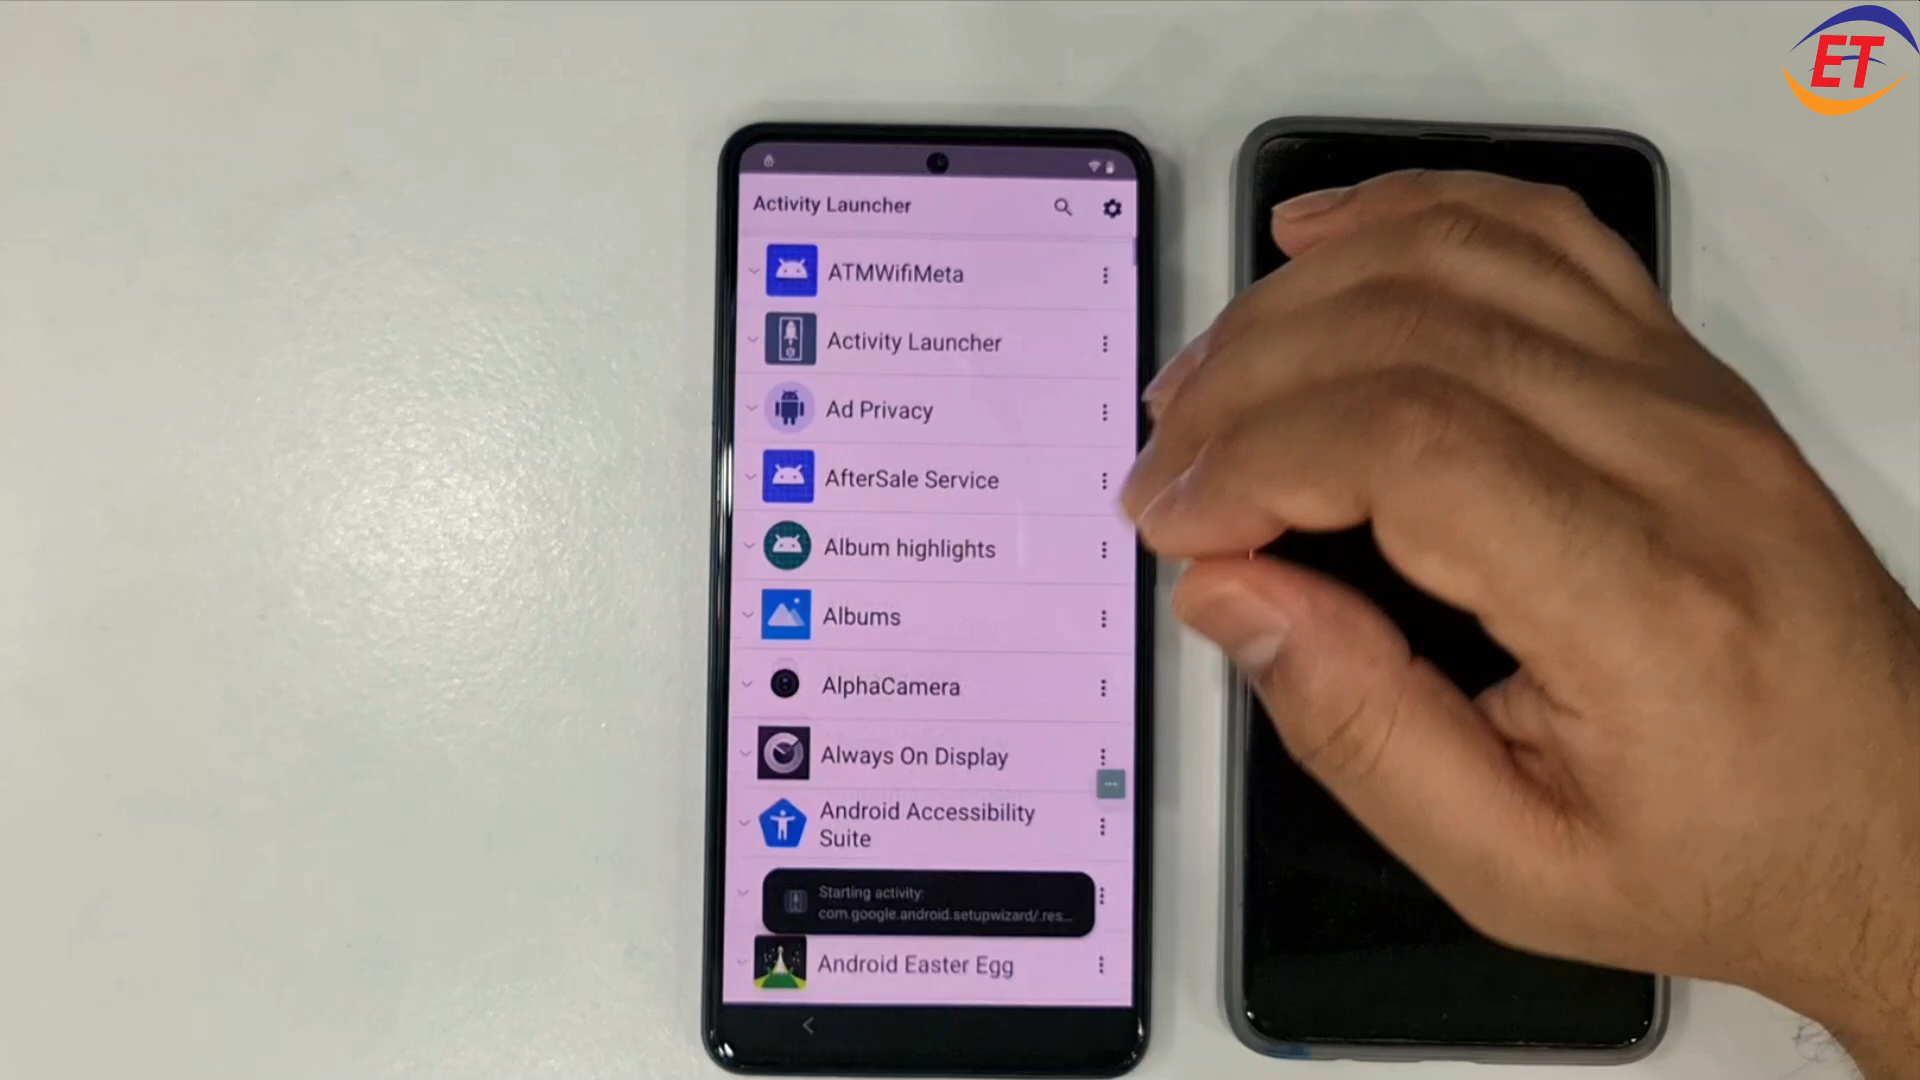 ET
Activity Launcher
ATMWifiMeta
Activity Launcher
Ad Privacy
AfterSale Service
Album highlights
Albums
AlphaCamera
Always On Display
Android Accessibility
Suite
Starting activity:
com.google.android.setupwizard/.res...
Android Easter Egg